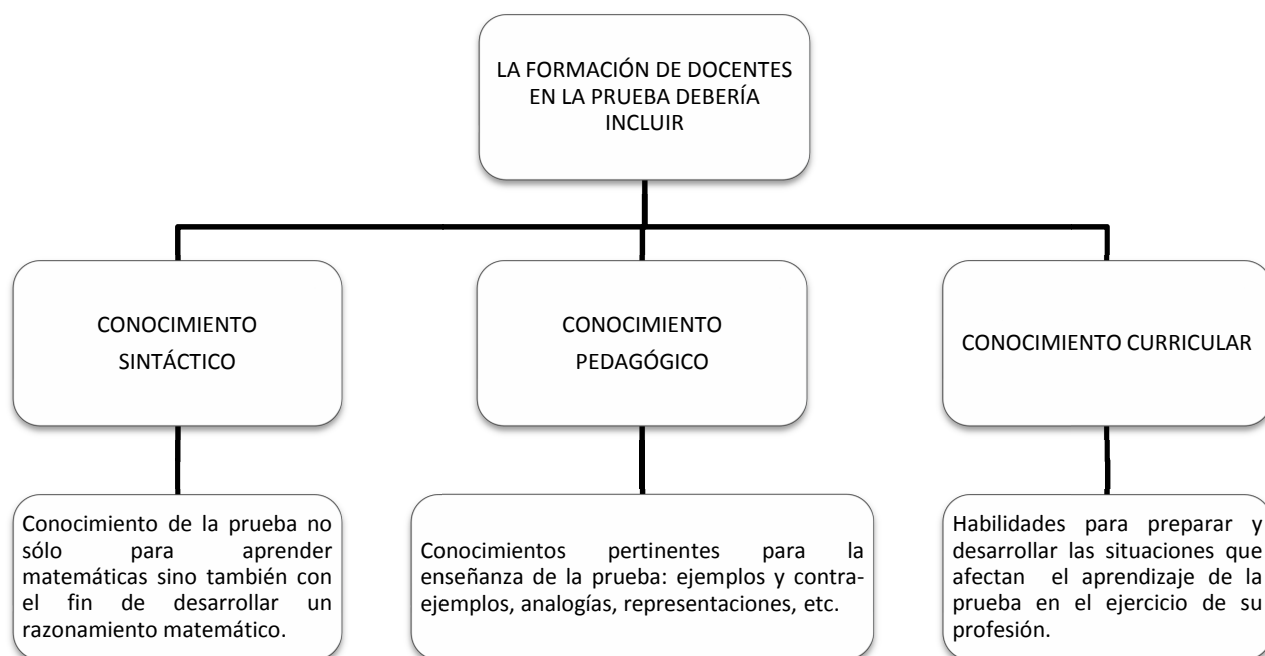 LA FORMACIÓN DE DOCENTES
EN LA PRUEBA DEBERÍA
INCLUIR
CONOCIMIENTO
SINTÁCTICO
CONOCIMIENTO
PEDAGÓGICO
CONOCIMIENTO CURRICULAR
Conocimiento de la prueba no
sólo para aprender
matemáticas sino también con
el fin de desarrollar un
razonamiento matemático.
Conocimientos pertinentes para la
enseñanza de la prueba: ejemplos y contra-
ejemplos, analogías, representaciones, etc.
Habilidades para preparar y
desarrollar las situaciones que
afectan el aprendizaje de la
prueba en el ejercicio de su
profesión.